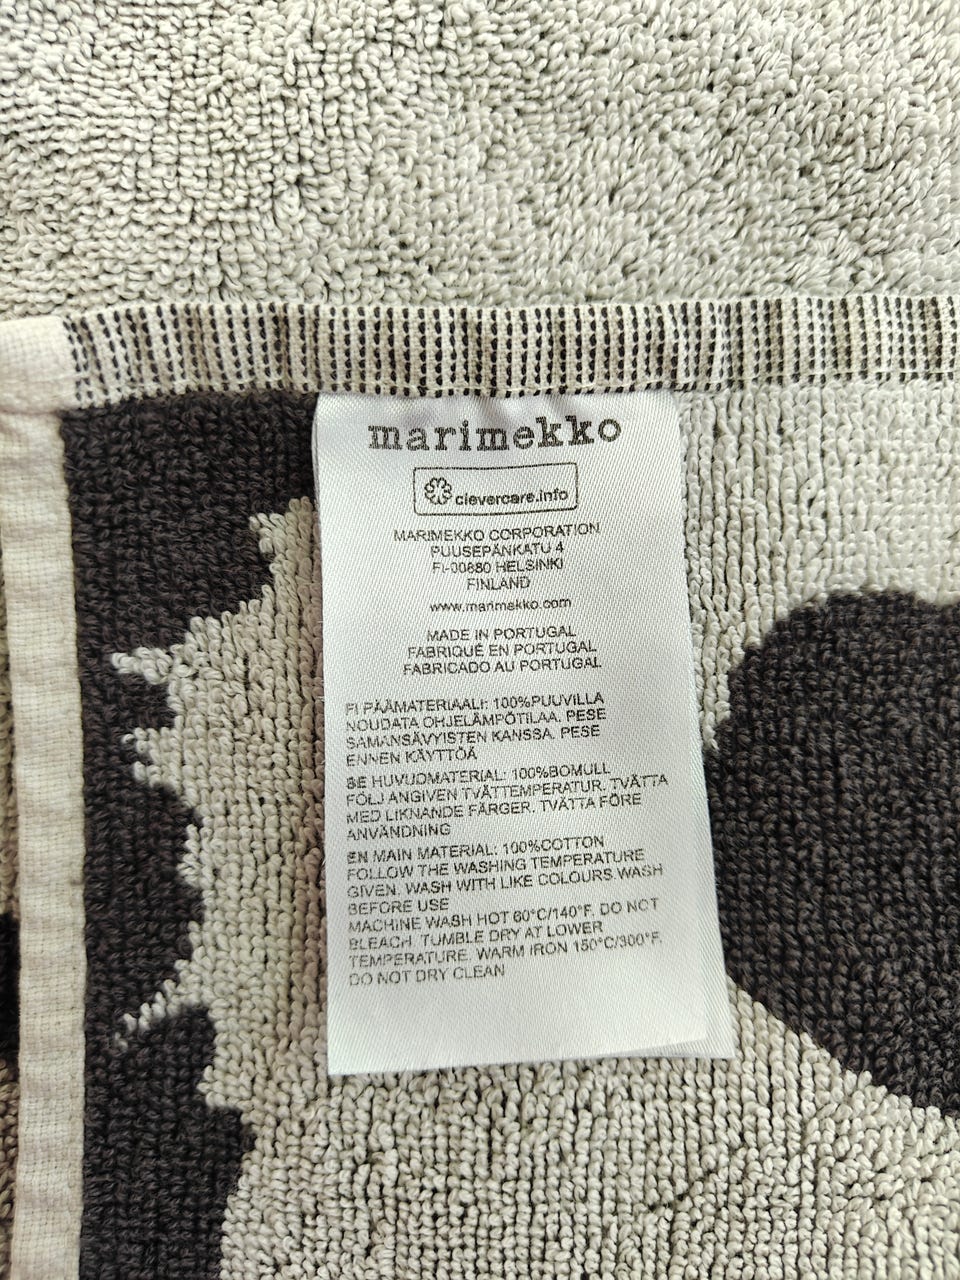 marimekko
clevercare.info
MARIMEKKO CORPORATION
PUUSEPÄNKATU 4
FI-00880 HELSINKI
FINLAND
www.marimekko.com
MADE IN PORTUGAL
FABRIQUÉ EN PORTUGAL
FABRICADO AU PORTUGAL
FI PÄÄMATERIAALI: 100%PUUVILLA
NOUDATA OHJELÄMPÖTILAA. PESE
SAMANSÄVYISTEN KANSSA. PESE
ENNEN KÄYTTÖÄ
SE HUVUDMATERIAL: 100%BOMULL
FÖLJ ANGIVEN TVÄTTEMPERATUR. TVÄTTA
MED LIKNANDE FÄRGER. TVÄTTA FÖRE
ANVÄNDNING
EN MAIN MATERIAL: 100%COTTON
FOLLOW THE WASHING TEMPERATURE
GIVEN. WASH WITH LIKE COLOURS.WASH
BEFORE USE
MACHINE WASH HOT 60°C/140°F. DO NOT
BLEACH. TUMBLE DRY AT LOWER
TEMPERATURE. WARM IRON 150°C/300°F.
DO NOT DRY CLEAN